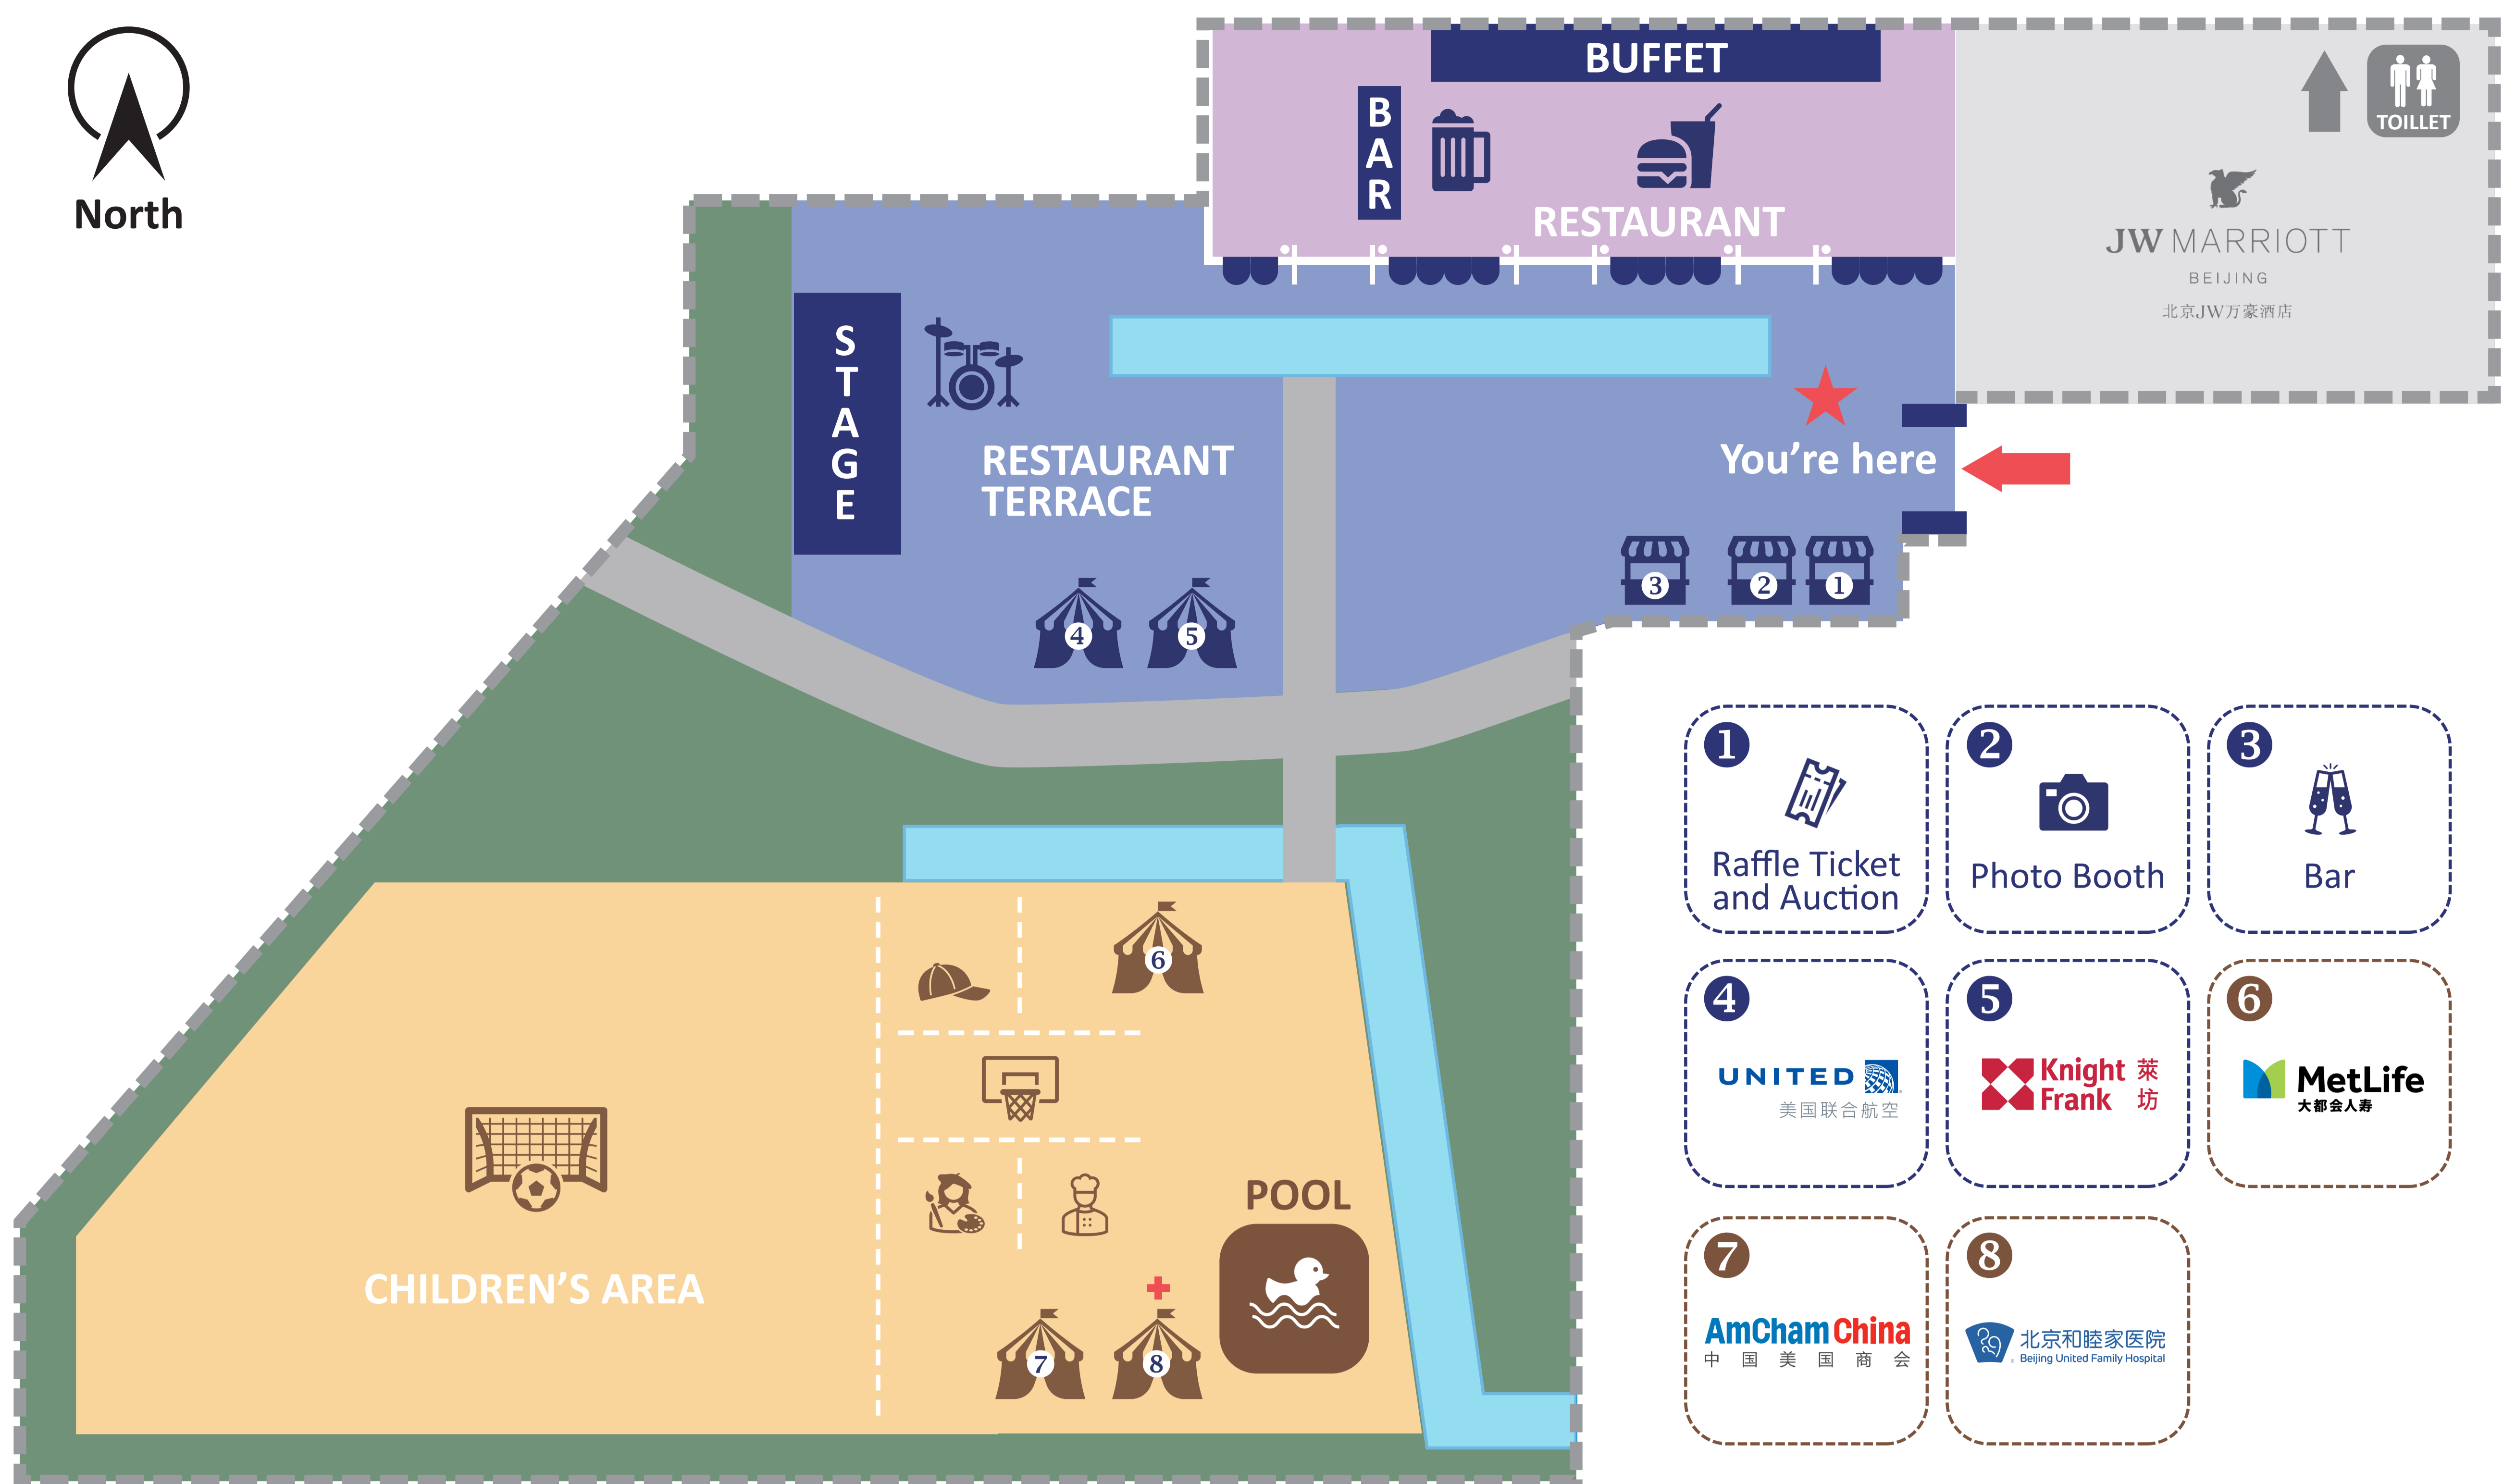 North
BUFFET
BAR
RESTAURANT
TOILLET
JW MARRIOTT
BEIJING
北京JW万豪酒店
STAGE
RESTAURANT
TERRACE
You're here
3
2
1
4
5
6
POOL
CHILDREN'S AREA
7
8
1
Raffle Ticket
and Auction
2
Photo Booth
3
Bar
4
UNITED
美国联合航空
5
Knight 萊
Frank 坊
6
MetLife
大都会人寿
7
AmCham China
中国美国商会
8
北京和睦家医院
Beijing United Family Hospital